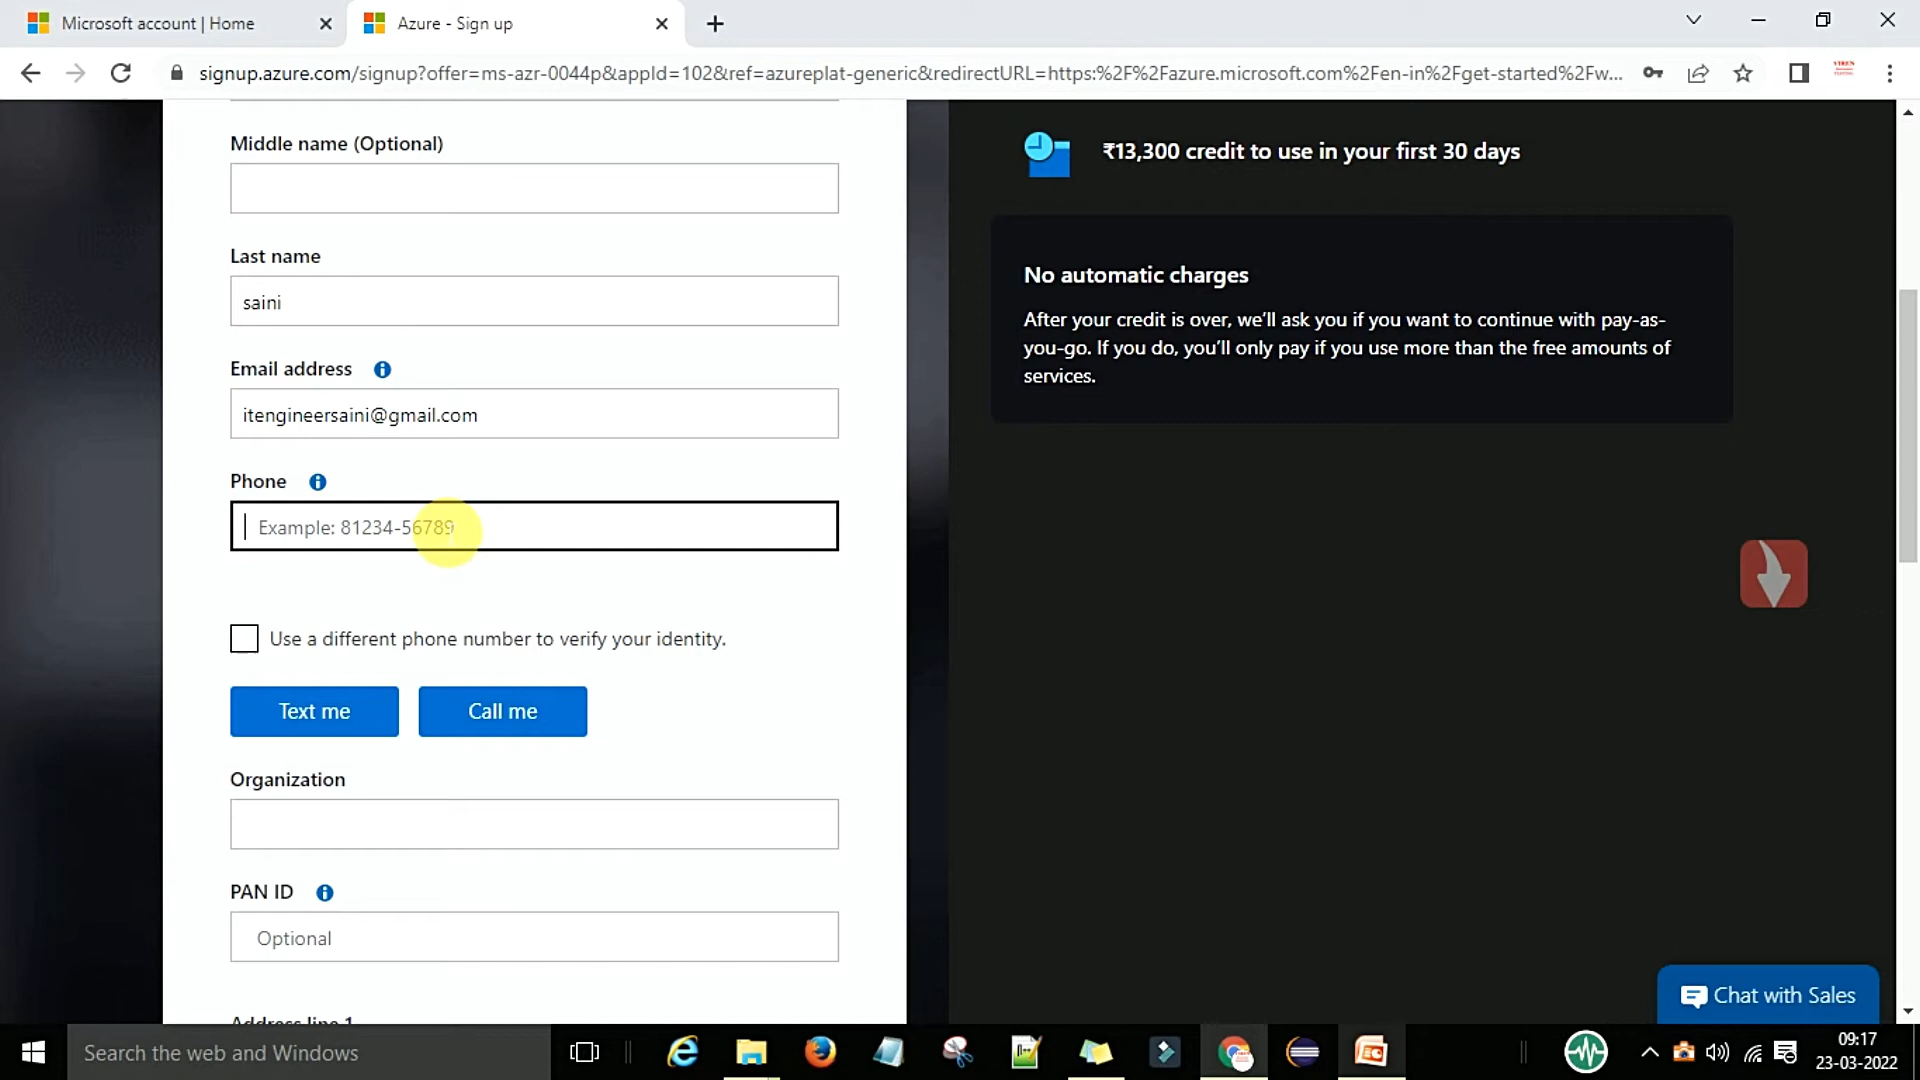 Microsoft account | Home
Azure - Sign up
signup.azure.com/signup?offer=ms-azr-0044p&appId=102&ref=azureplat-generic&redirectURL=https:%2F%2Fazure.microsoft.com%2Fen-in%2Fget-started%2Fw...
Middle name (Optional)
Last name
saini
Email address
itengineersaini@gmail.com
Phone
Example: 81234-56789
Use a different phone number to verify your identity.
Text me
Call me
Organization
PAN ID
Optional
Address line 1
₹13,300 credit to use in your first 30 days
No automatic charges
After your credit is over, we'll ask you if you want to continue with pay-as-
you-go. If you do, you'll only pay if you use more than the free amounts of
services.
Chat with Sales
Search the web and Windows
09:17
23-03-2022